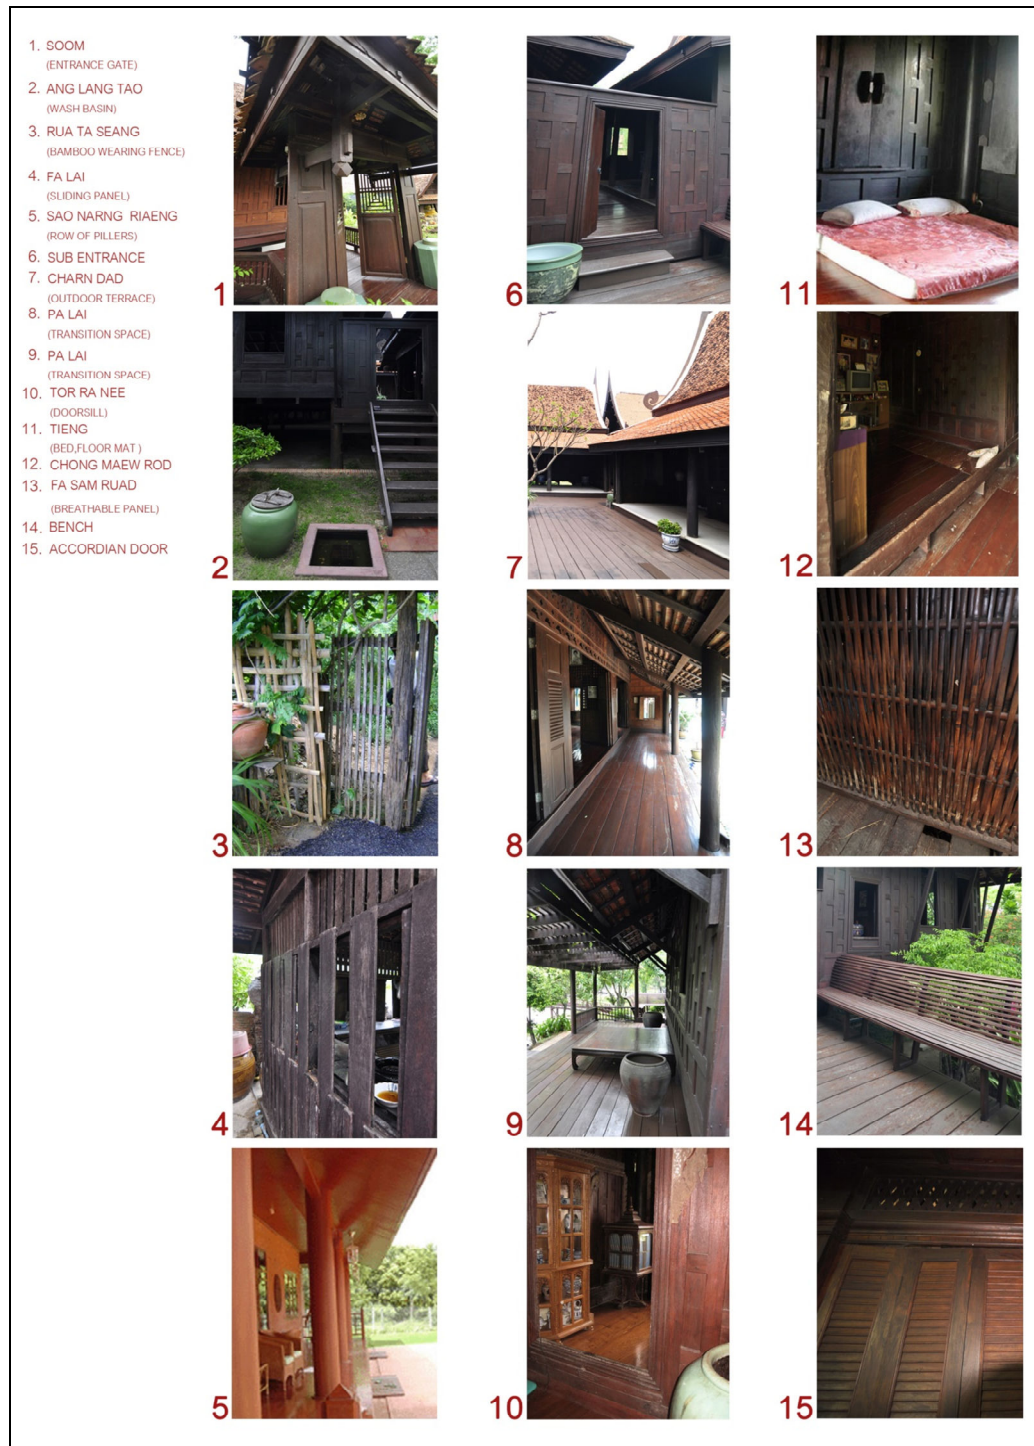 1. SOOM
(ENTRANCE GATE)
2. ANG LANG TAO
(WASH BASIN)
3. RUA TA SEANG
(BAMBOO WEARING FENCE)
4. FA LAI
(SLIDING PANEL)
5. SAO NARNG RIAENG
(ROW OF PILLERS)
6. SUB ENTRANCE
7. CHARN DAD
(OUTDOOR TERRACE)
8. PA LAI
(TRANSITION SPACE)
9. PA LAI
(TRANSITION SPACE)
10. TOR RA NEE
(DOORSILL)
11. TIENG
(BED,FLOOR MAT )
12. CHONG MAEW ROD
13. FA SAM RUAD
(BREATHABLE PANEL)
14. BENCH
15. ACCORDIAN DOOR
1
6
11
2
7
12
3
8
13
4
9
14
5
10
15